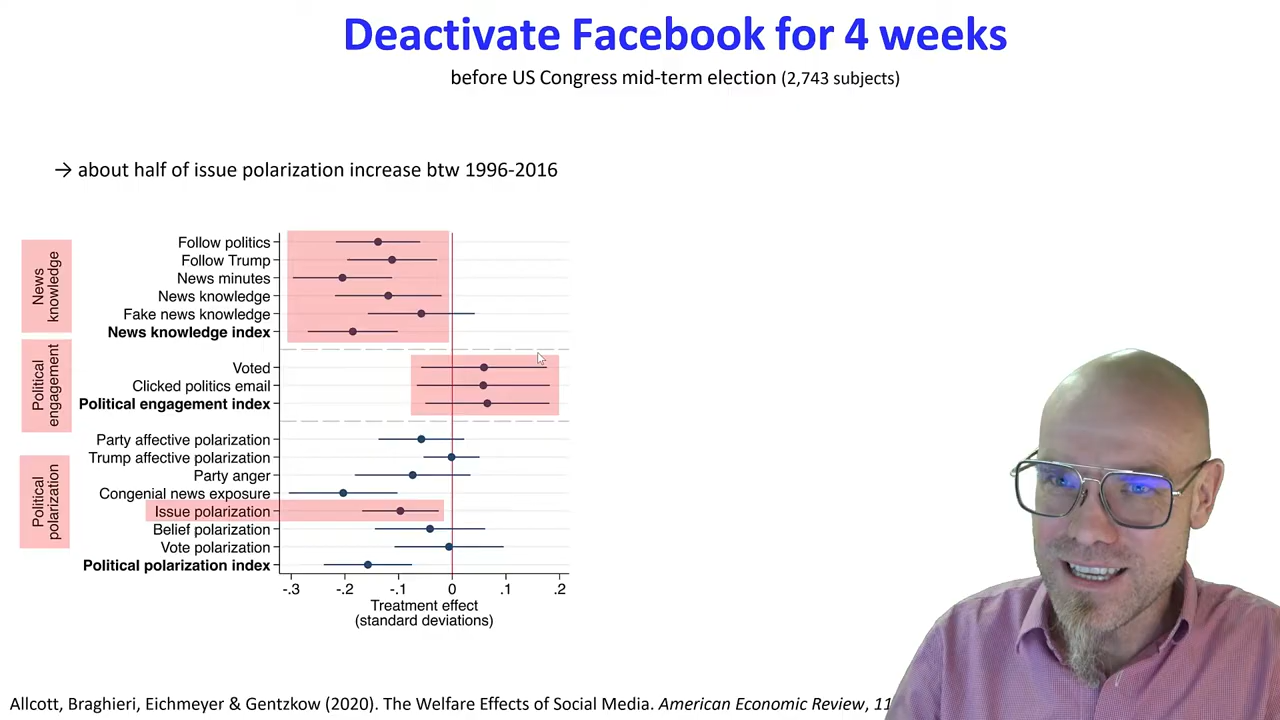 Deactivate Facebook for 4 weeks
before US Congress mid-term election (2,743 subjects)
→ about half of issue polarization increase btw 1996-2016
News
knowledge
Follow politics
Follow Trump
News minutes
News knowledge
Fake news knowledge
News knowledge index
Political
engagement
Voted
Clicked politics email
Political engagement index
Political
polarization
Party affective polarization
Trump affective polarization
Party anger
Congenial news exposure
Issue polarization
Belief polarization
Vote polarization
Political polarization index
-.3 -.2 -.1 0 .1 .2
Treatment effect
(standard deviations)
Allcott, Braghieri, Eichmeyer & Gentzkow (2020). The Welfare Effects of Social Media. American Economic Review, 11